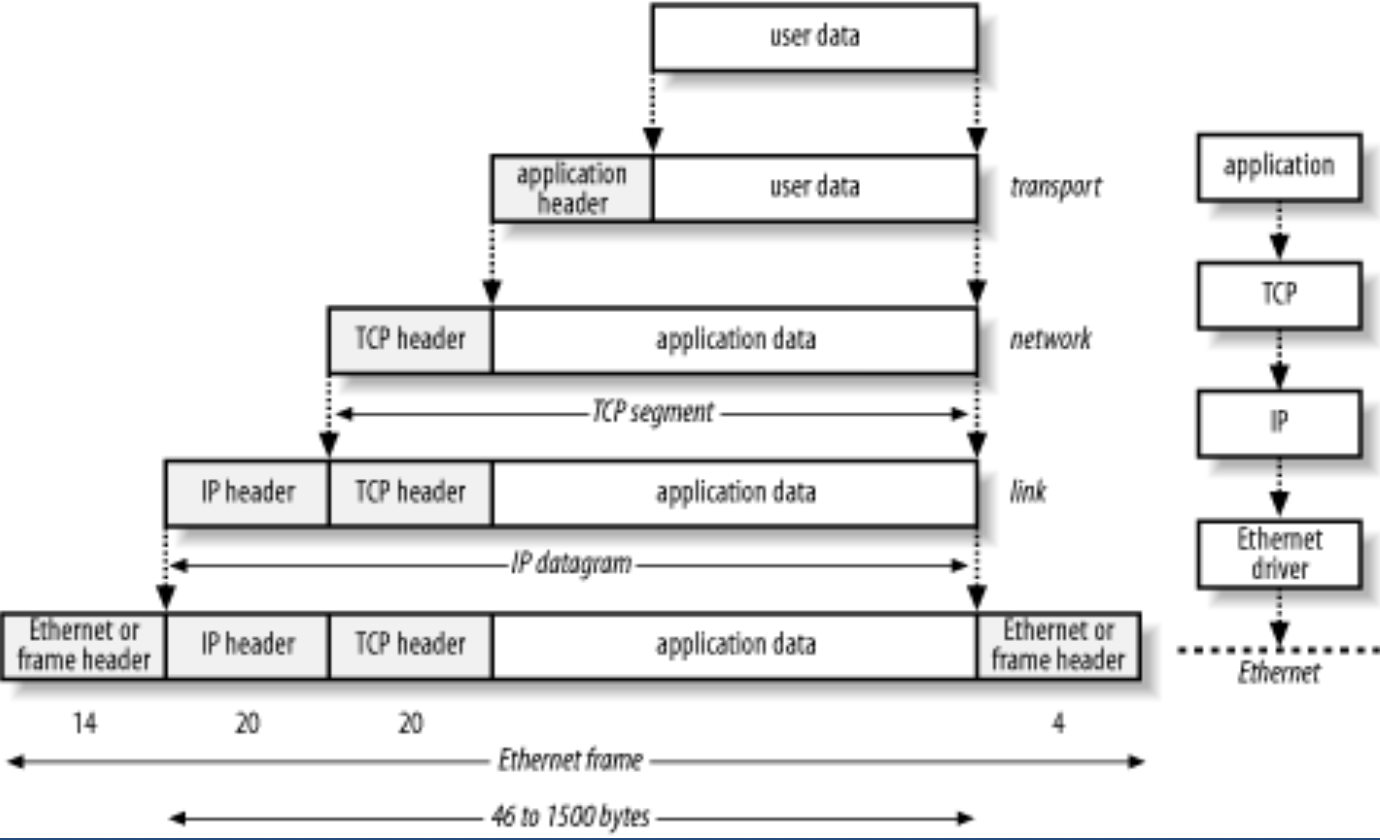 user data
application
header
user data
transport
application
TCP header
application data
network
TCP
TCP segment
IP header
TCP header
application data
link
IP
IP datagram
Ethernet
driver
Ethernet or
frame header
IP header
TCP header
application data
Ethernet or
frame header
Ethernet
14
20
20
4
Ethernet frame
46 to 1500 bytes